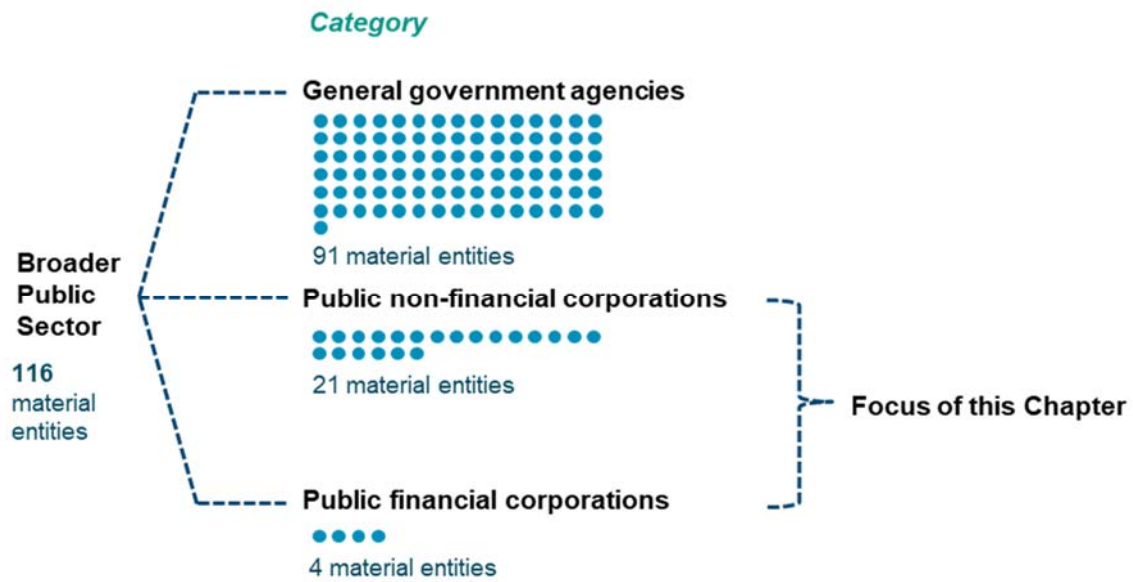 Category
General government agencies
91 material entities
Broader
Public
Sector
116
material
entities
Public non-financial corporations
21 material entities
Focus of this Chapter
Public financial corporations
4 material entities